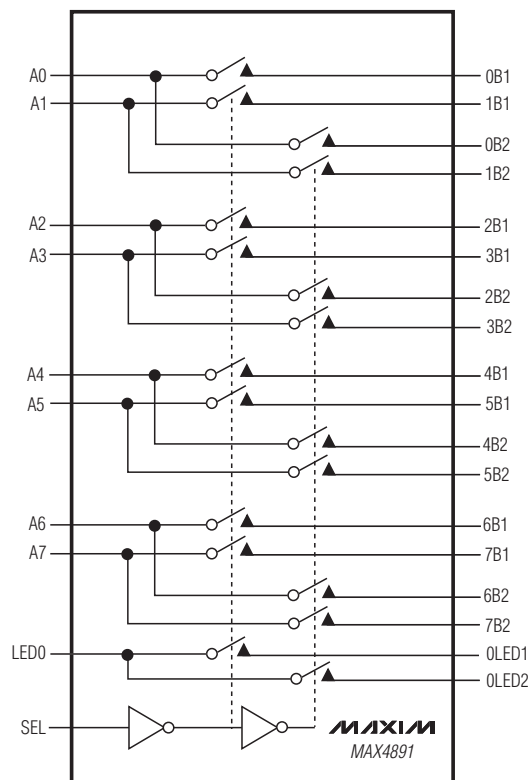 A0 0B1
A1 1B1
0B2
1B2
A2 2B1
A3 3B1
2B2
3B2
A4 4B1
A5 5B1
4B2
5B2
A6 6B1
A7 7B1
6B2
7B2
LED0 0LED1
0LED2
SEL MAXIM
MAX4891